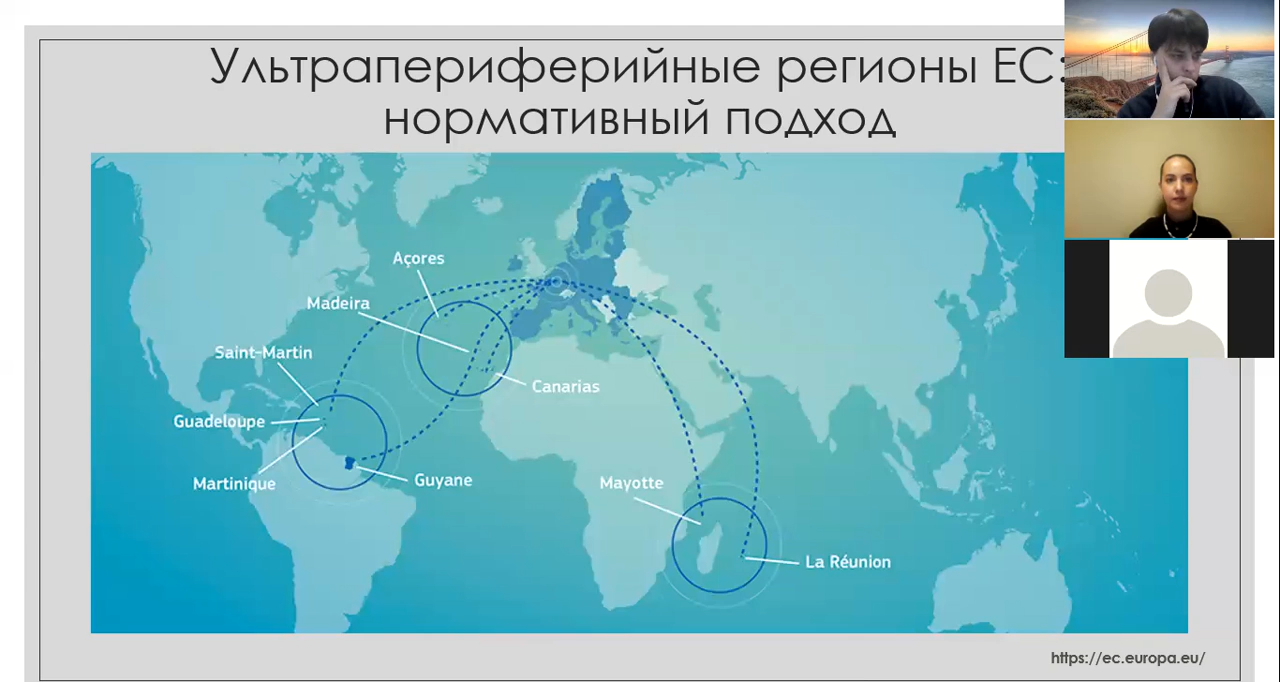 Ультрапериферийные регионы ЕС:
нормативный подход
Açores
Madeira
Saint-Martin
Canarias
Guadeloupe
Martinique
Guyane
Mayotte
La Réunion
https://ec.europa.eu/